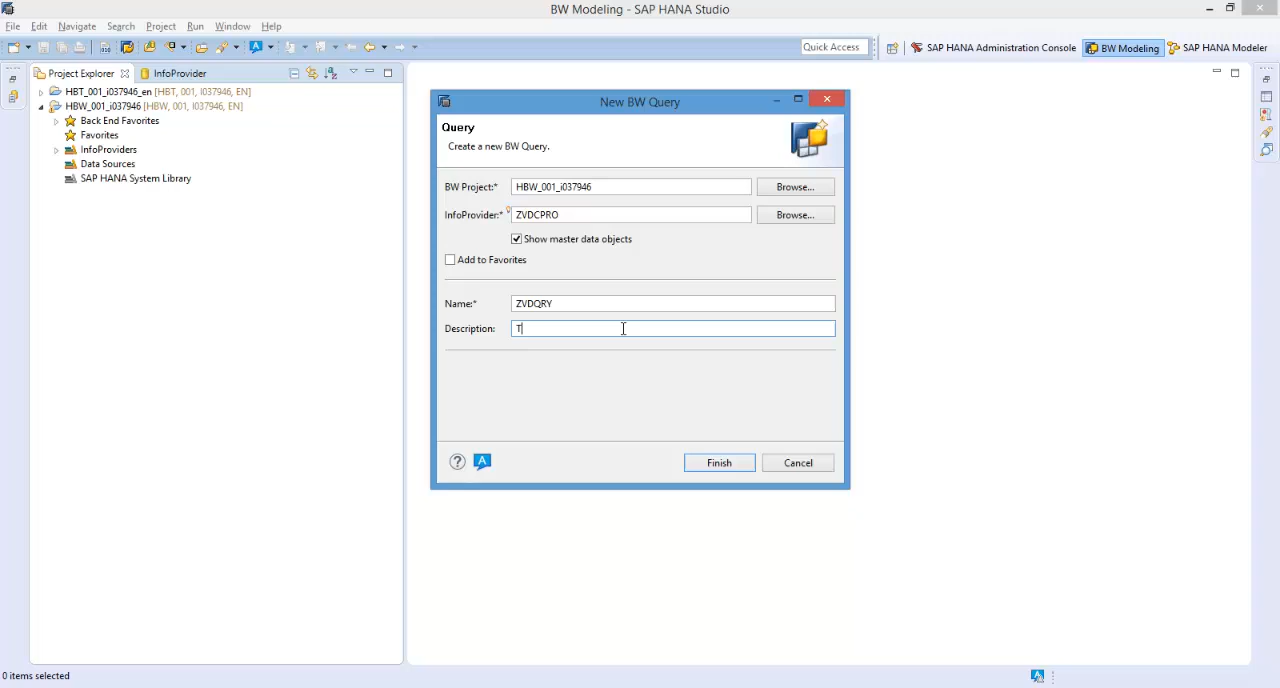 BW Modeling - SAP HANA Studio
File Edit Navigate Search Project Run Window Help
Quick Access
SAP HANA Administration Console
BW Modeling
SAP HANA Modeler
Project Explorer
InfoProvider
HBT_001_i037946_en [HBT, 001, I037946, EN]
HBW_001_i037946 [HBW, 001, I037946, EN]
Back End Favorites
Favorites
InfoProviders
Data Sources
SAP HANA System Library
New BW Query
Query
Create a new BW Query.
BW Project:* HBW_001_i037946 Browse...
InfoProvider:* ZVDCPRO Browse...
Show master data objects
Add to Favorites
Name:* ZVDQRY
Description: T
? A Finish Cancel
0 items selected